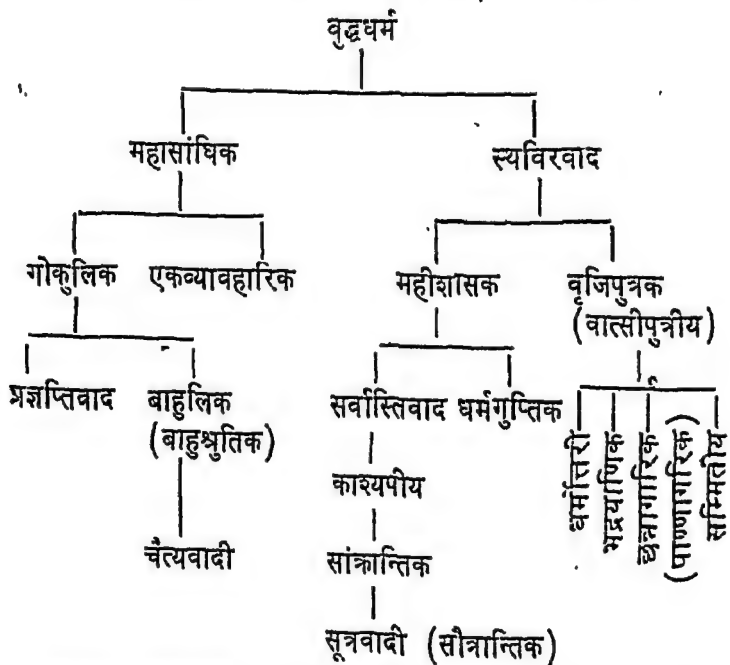 वुद्धधर्म
महासांघिक स्थविरवाद
गोकुलिक एकव्यावहारिक महीशासक वृजिपुत्रक
(वात्सीपुत्रीय)
प्रज्ञप्तिवाद बाहुलिक सर्वास्तिवाद धर्मगुप्तिक
(बाहुश्रुतिक)
धर्मोत्तरी
भद्रयाणिक
छन्नागारिक
(पाण्णागरिक)
सम्मितीय
काश्यपीय
चैत्यवादी सांक्रान्तिक
सूत्रवादी (सौत्रान्तिक)